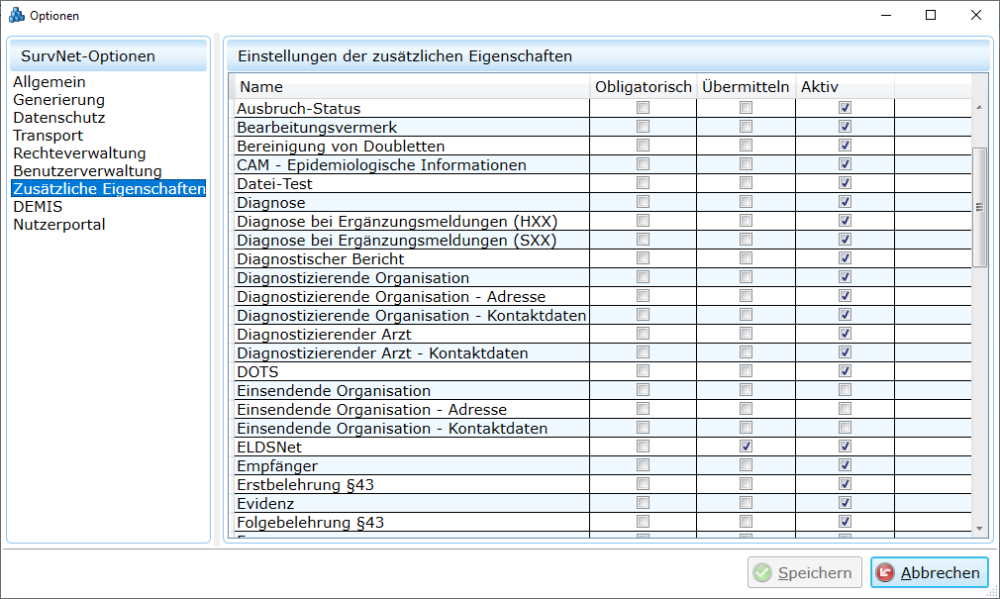 Optionen
SurvNet-Optionen
Allgemein
Generierung
Datenschutz
Transport
Rechteverwaltung
Benutzerverwaltung
Zusätzliche Eigenschaften
DEMIS
Nutzerportal
Einstellungen der zusätzlichen Eigenschaften
Name Obligatorisch Übermitteln Aktiv
Ausbruch-Status
Bearbeitungsvermerk
Bereinigung von Doubletten
CAM - Epidemiologische Informationen
Datei-Test
Diagnose
Diagnose bei Ergänzungsmeldungen (HXX)
Diagnose bei Ergänzungsmeldungen (SXX)
Diagnostischer Bericht
Diagnostizierende Organisation
Diagnostizierende Organisation - Adresse
Diagnostizierende Organisation - Kontaktdaten
Diagnostizierender Arzt
Diagnostizierender Arzt - Kontaktdaten
DOTS
Einsendende Organisation
Einsendende Organisation - Adresse
Einsendende Organisation - Kontaktdaten
ELDSNet
Empfänger
Erstbelehrung §43
Evidenz
Folgebelehrung §43
Speichern Abbrechen